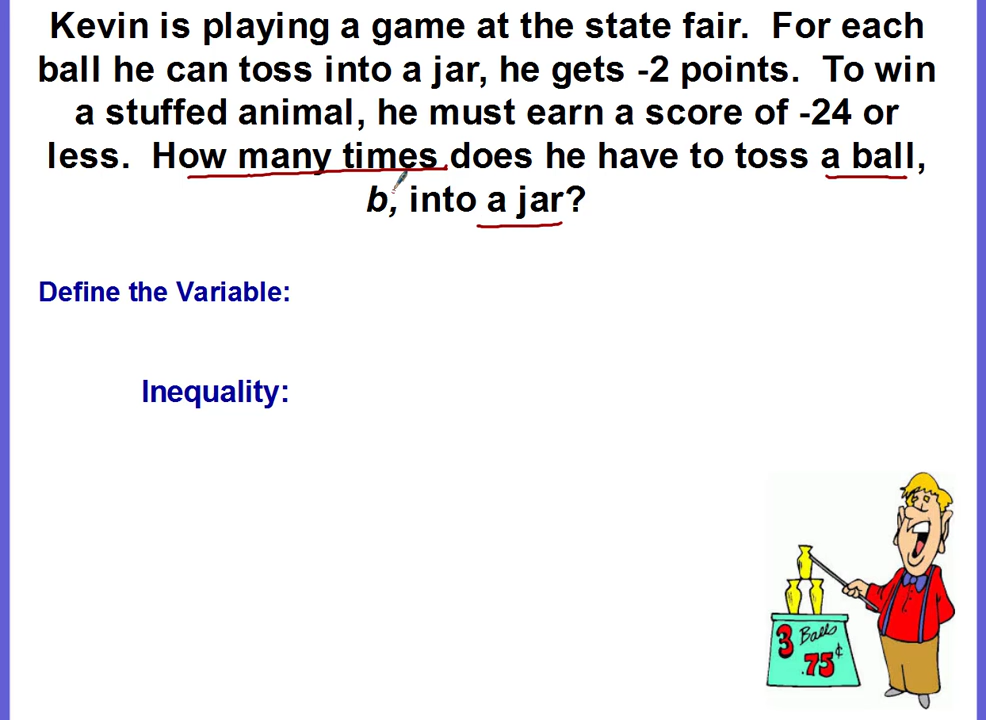 Kevin is playing a game at the state fair. For each
ball he can toss into a jar, he gets -2 points. To win
a stuffed animal, he must earn a score of -24 or
less. How many times does he have to toss a ball,
b, into a jar?
Define the Variable:
Inequality:
3 Balls
.75¢